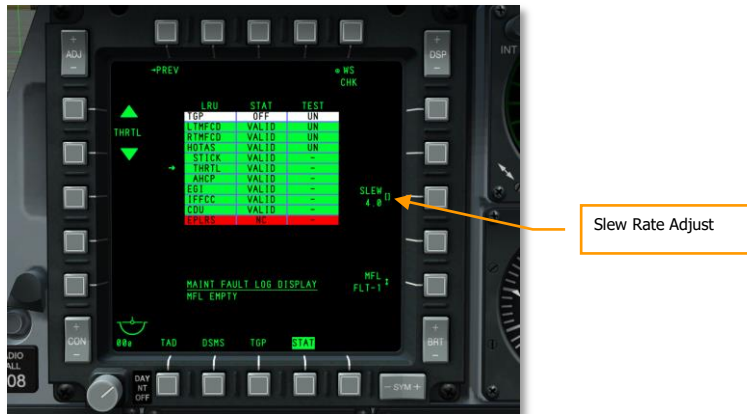 +
ADJ
-
+
DSP
-
INT
→PREV
WS
CHK
LRU STAT TEST
TGP OFF UN
LTMFCD VALID UN
RTMFCD VALID UN
HOTAS VALID UN
STICK VALID -
→ THRTL VALID -
AHCP VALID -
EGI VALID -
IFFCC VALID -
CDU VALID -
EPLRS NC -
THRTL
SLEW
4.0 []
Slew Rate Adjust
MAINT FAULT LOG DISPLAY
MFL EMPTY
MFL
FLT-1
TAD DSMS TGP STAT
+
CON
-
+
BRT
-
ALL
08
DAY
NT
OFF
- SYM +